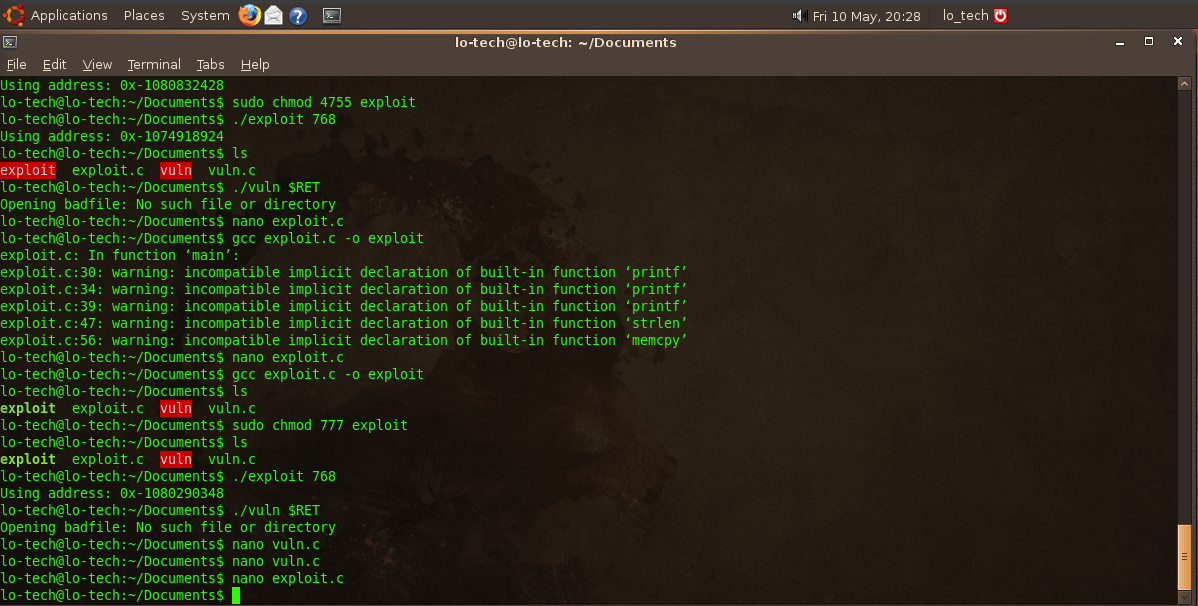 Applications Places System Fri 10 May, 20:28 lo_tech
lo-tech@lo-tech: ~/Documents
File Edit View Terminal Tabs Help
Using address: 0x-1080832428
lo-tech@lo-tech:~/Documents$ sudo chmod 4755 exploit
lo-tech@lo-tech:~/Documents$ ./exploit 768
Using address: 0x-1074918924
lo-tech@lo-tech:~/Documents$ ls
exploit exploit.c vuln vuln.c
lo-tech@lo-tech:~/Documents$ ./vuln $RET
Opening badfile: No such file or directory
lo-tech@lo-tech:~/Documents$ nano exploit.c
lo-tech@lo-tech:~/Documents$ gcc exploit.c -o exploit
exploit.c: In function ‘main’:
exploit.c:30: warning: incompatible implicit declaration of built-in function ‘printf’
exploit.c:34: warning: incompatible implicit declaration of built-in function ‘printf’
exploit.c:39: warning: incompatible implicit declaration of built-in function ‘printf’
exploit.c:47: warning: incompatible implicit declaration of built-in function ‘strlen’
exploit.c:56: warning: incompatible implicit declaration of built-in function ‘memcpy’
lo-tech@lo-tech:~/Documents$ nano exploit.c
lo-tech@lo-tech:~/Documents$ gcc exploit.c -o exploit
lo-tech@lo-tech:~/Documents$ ls
exploit exploit.c vuln vuln.c
lo-tech@lo-tech:~/Documents$ sudo chmod 777 exploit
lo-tech@lo-tech:~/Documents$ ls
exploit exploit.c vuln vuln.c
lo-tech@lo-tech:~/Documents$ ./exploit 768
Using address: 0x-1080290348
lo-tech@lo-tech:~/Documents$ ./vuln $RET
Opening badfile: No such file or directory
lo-tech@lo-tech:~/Documents$ nano vuln.c
lo-tech@lo-tech:~/Documents$ nano vuln.c
lo-tech@lo-tech:~/Documents$ nano exploit.c
lo-tech@lo-tech:~/Documents$